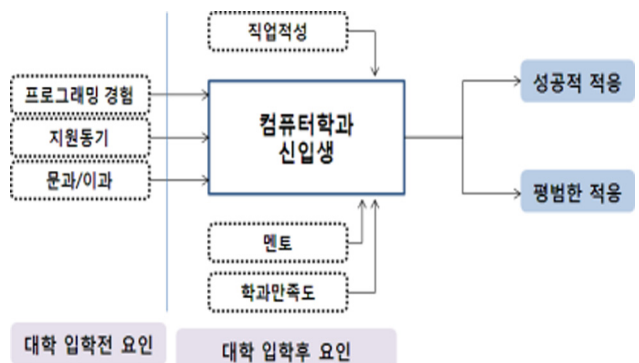 직업적성
프로그래밍 경험
지원동기
문과/이과
컴퓨터학과
신입생
성공적 적응
평범한 적응
멘토
학과만족도
대학 입학전 요인
대학 입학후 요인